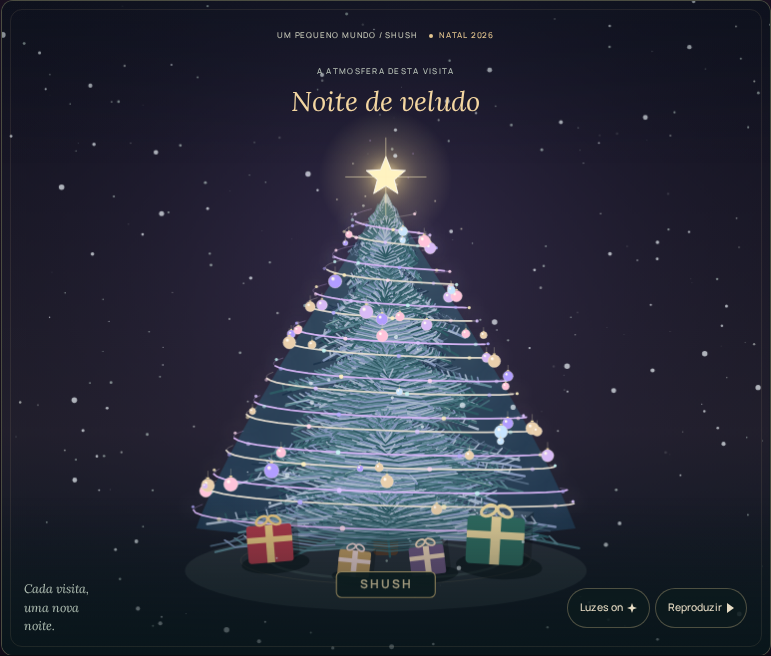 UM PEQUENO MUNDO / SHUSH • NATAL 2026
A ATMOSFERA DESTA VISITA
Noite de veludo
SHUSH
Cada visita,
uma nova
noite.
Luzes on
Reproduzir